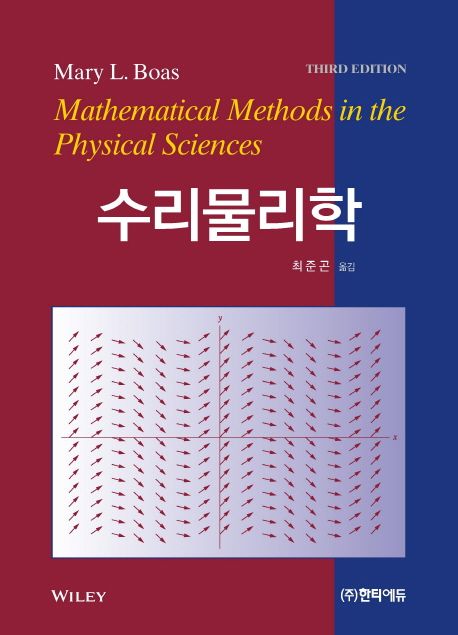 Mary L. Boas
THIRD EDITION
Mathematical Methods in the
Physical Sciences
수리물리학
최준곤 옮김
y
x
WILEY
(주)한티에듀